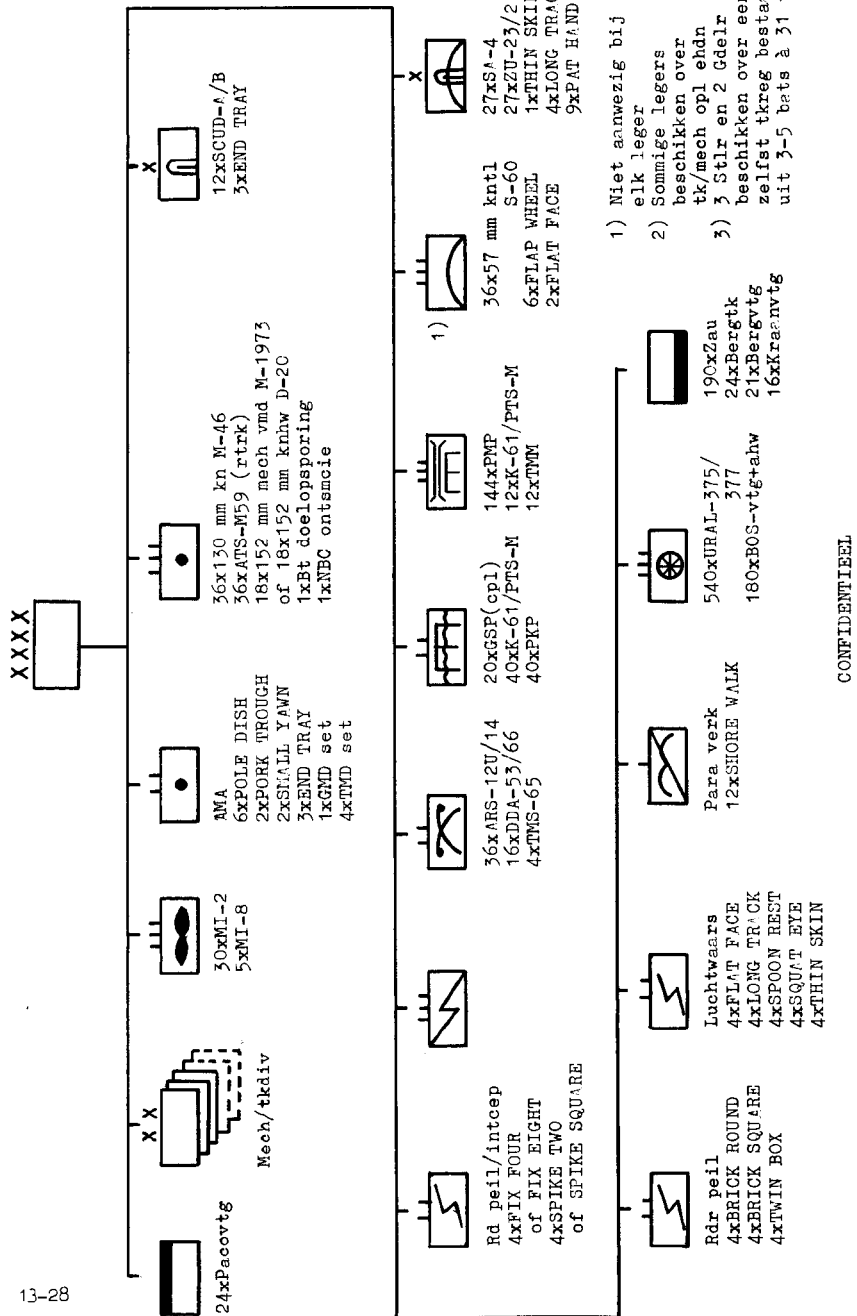 13-28
XXXX
24xPacovtg
XX
Mech/tkdiv
30xMI-2
5xMI-8
AMA
6xPOLE DISH
2xPORK TROUGH
2xSMALL YAWN
3xEND TRAY
1xGMD set
4xTMD set
36x130 mm kn M-46
36xATS-M59 (rtrk)
18x152 mm mech vmd M-1973
of 18x152 mm knhw D-20
1xBt doelopsporing
1xNBC ontsmcie
X
12xSCUD-A/B
3xEND TRAY
Rd peil/intcep
4xFIX FOUR
of FIX EIGHT
4xSPIKE TWO
of SPIKE SQUARE
36xARS-12U/14
16xDDA-53/66
4xTMS-65
20xGSP(cpl)
40xK-61/PTS-M
40xPKP
144xPMP
12xK-61/PTS-M
12xTMM
1)
36x57 mm kntl
S-60
6xFLAP WHEEL
2xFLAT FACE
X
27xSA-4
27xZU-23/2
1xTHIN SKIN
4xLONG TRACK
9xPAT HAND
Rdr peil
4xBRICK ROUND
4xBRICK SQUARE
4xTWIN BOX
Luchtwaars
4xFLAT FACE
4xLONG TRACK
4xSPOON REST
4xSQUAT EYE
4xTHIN SKIN
Para verk
12xSHORE WALK
540xURAL-375/
377
180xBOS-vtg+ahw
190xZau
24xBergtk
21xBergvtg
16xKraanvtg
1) Niet aanwezig bij
elk leger
2) Sommige legers
beschikken over
tk/mech opl ehdn
3) 3 Stlr en 2 Gdelr
beschikken over
zelfst tkreg
uit 3-5 bats à 31
CONFIDENTIEEL